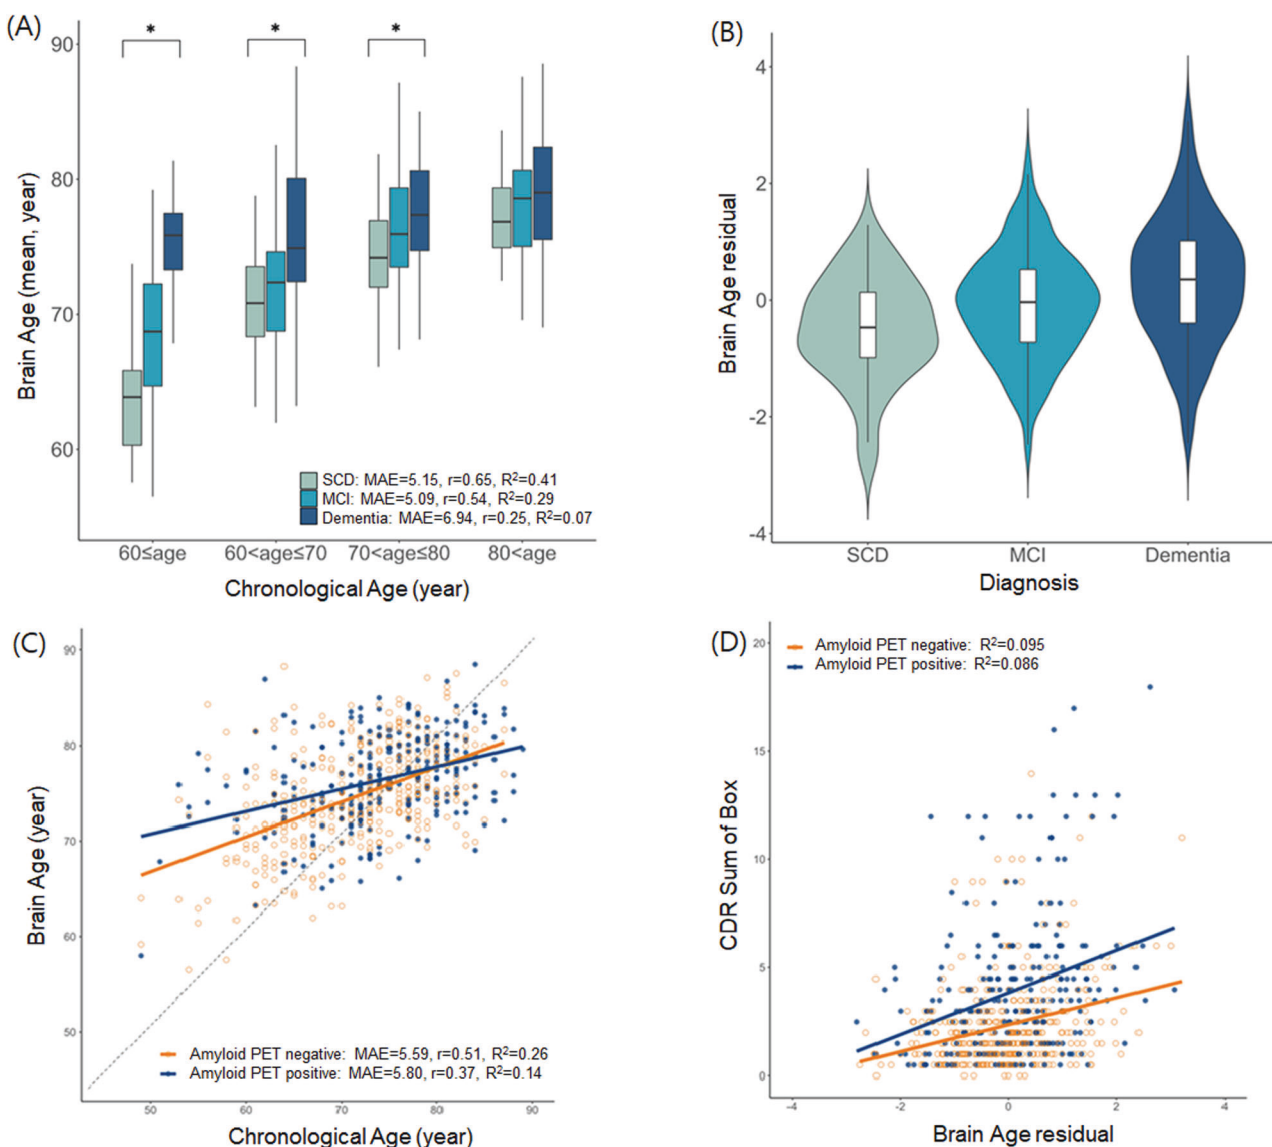 (A)
* * *
90
80
70
60
Brain Age (mean, year)
SCD: MAE=5.15, r=0.65, R²=0.41
MCI: MAE=5.09, r=0.54, R²=0.29
Dementia: MAE=6.94, r=0.25, R²=0.07
60≤age 60<age≤70 70<age≤80 80<age
Chronological Age (year)
(B)
4
2
0
-2
-4
Brain Age residual
SCD MCI Dementia
Diagnosis
(C)
90
80
70
60
50
Brain Age (year)
Amyloid PET negative: MAE=5.59, r=0.51, R²=0.26
Amyloid PET positive: MAE=5.80, r=0.37, R²=0.14
50 60 70 80 90
Chronological Age (year)
(D)
Amyloid PET negative: R²=0.095
Amyloid PET positive: R²=0.086
20
15
10
5
0
CDR Sum of Box
-4 -2 0 2 4
Brain Age residual